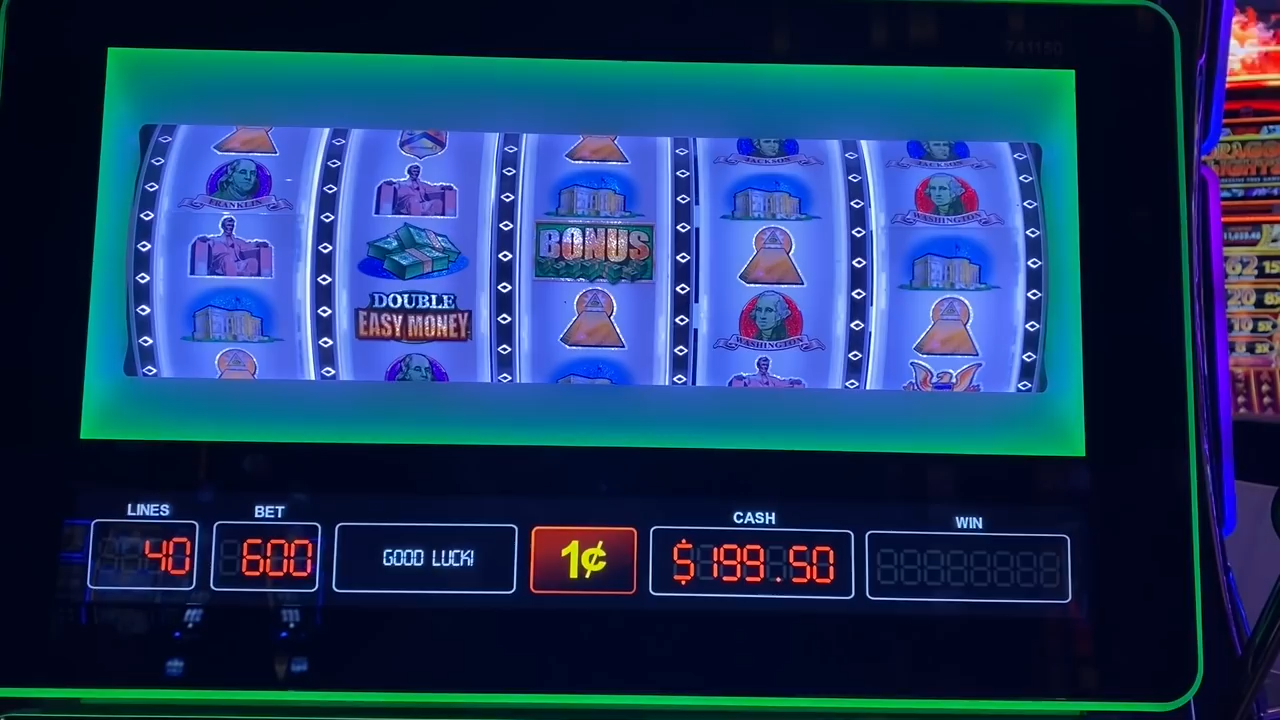 741150
JACKSON
FRANKLIN
WASHINGTON
BONUS
DOUBLE
EASY MONEY
WASHINGTON
LINES
BET
CASH
WIN
40
600
GOOD LUCK!
1¢
$199.50